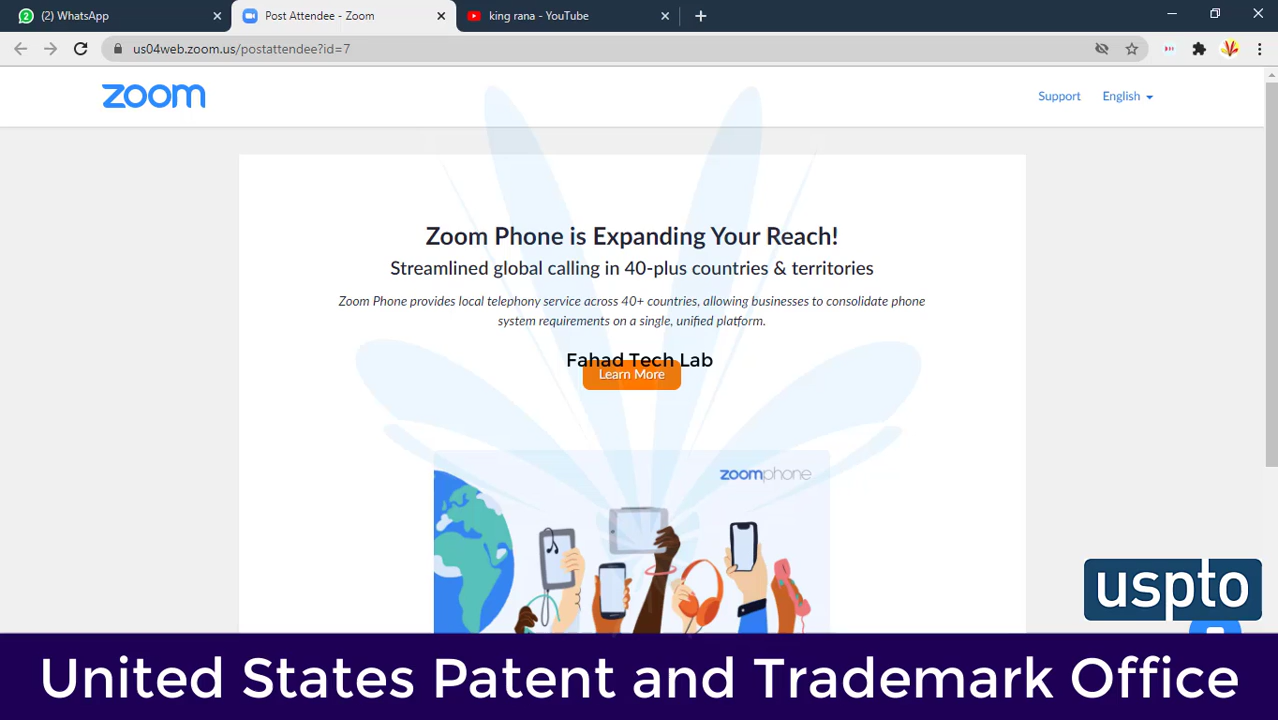 (2) WhatsApp
Post Attendee - Zoom
king rana - YouTube
us04web.zoom.us/postattendee?id=7
zoom
Support
English
Zoom Phone is Expanding Your Reach!
Streamlined global calling in 40-plus countries & territories
Zoom Phone provides local telephony service across 40+ countries, allowing businesses to consolidate phone
system requirements on a single, unified platform.
Fahad Tech Lab
Learn More
zoomphone
uspto
United States Patent and Trademark Office